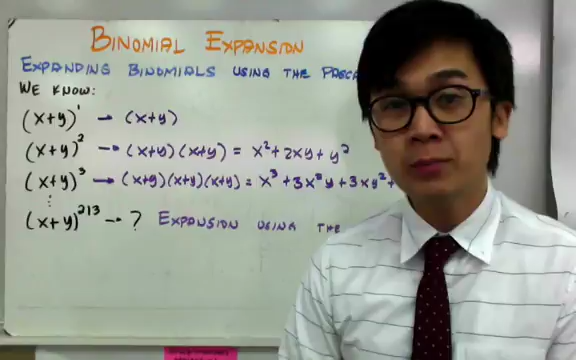 BINOMIAL EXPANSION
EXPANDING BINOMIALS USING THE PASCA
WE KNOW:
(x+y)¹ → (x+y)
(x+y)² → (x+y)(x+y) = x² + 2xy + y²
(x+y)³ → (x+y)(x+y)(x+y) = x³ + 3x²y + 3xy² +
⋮
(x+y)²¹³ → ? EXPANSION USING THE